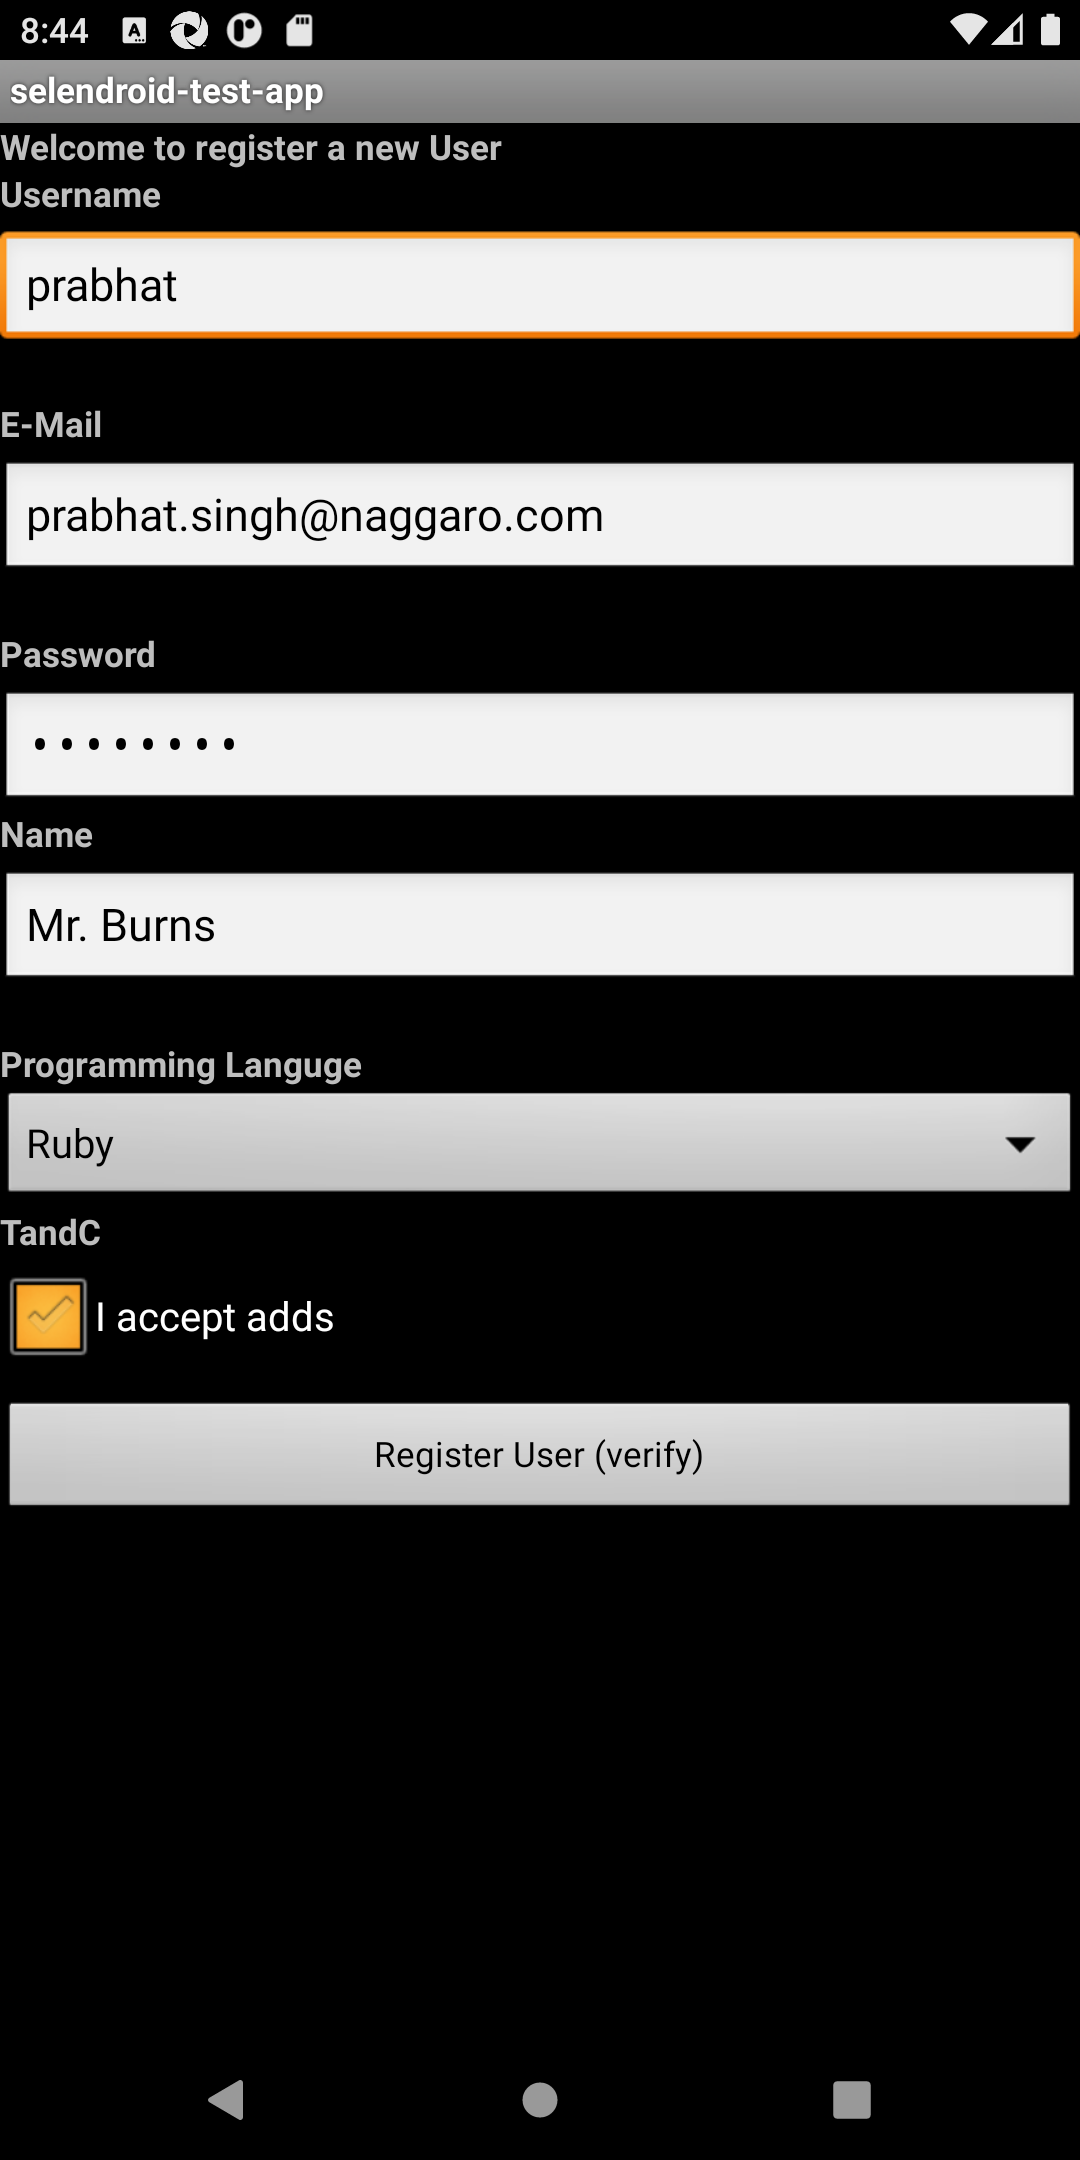 8:44
selendroid-test-app
Welcome to register a new User
Username
prabhat
E-Mail
prabhat.singh@naggaro.com
Password
••••••••
Name
Mr. Burns
Programming Languge
Ruby
TandC
I accept adds
Register User (verify)